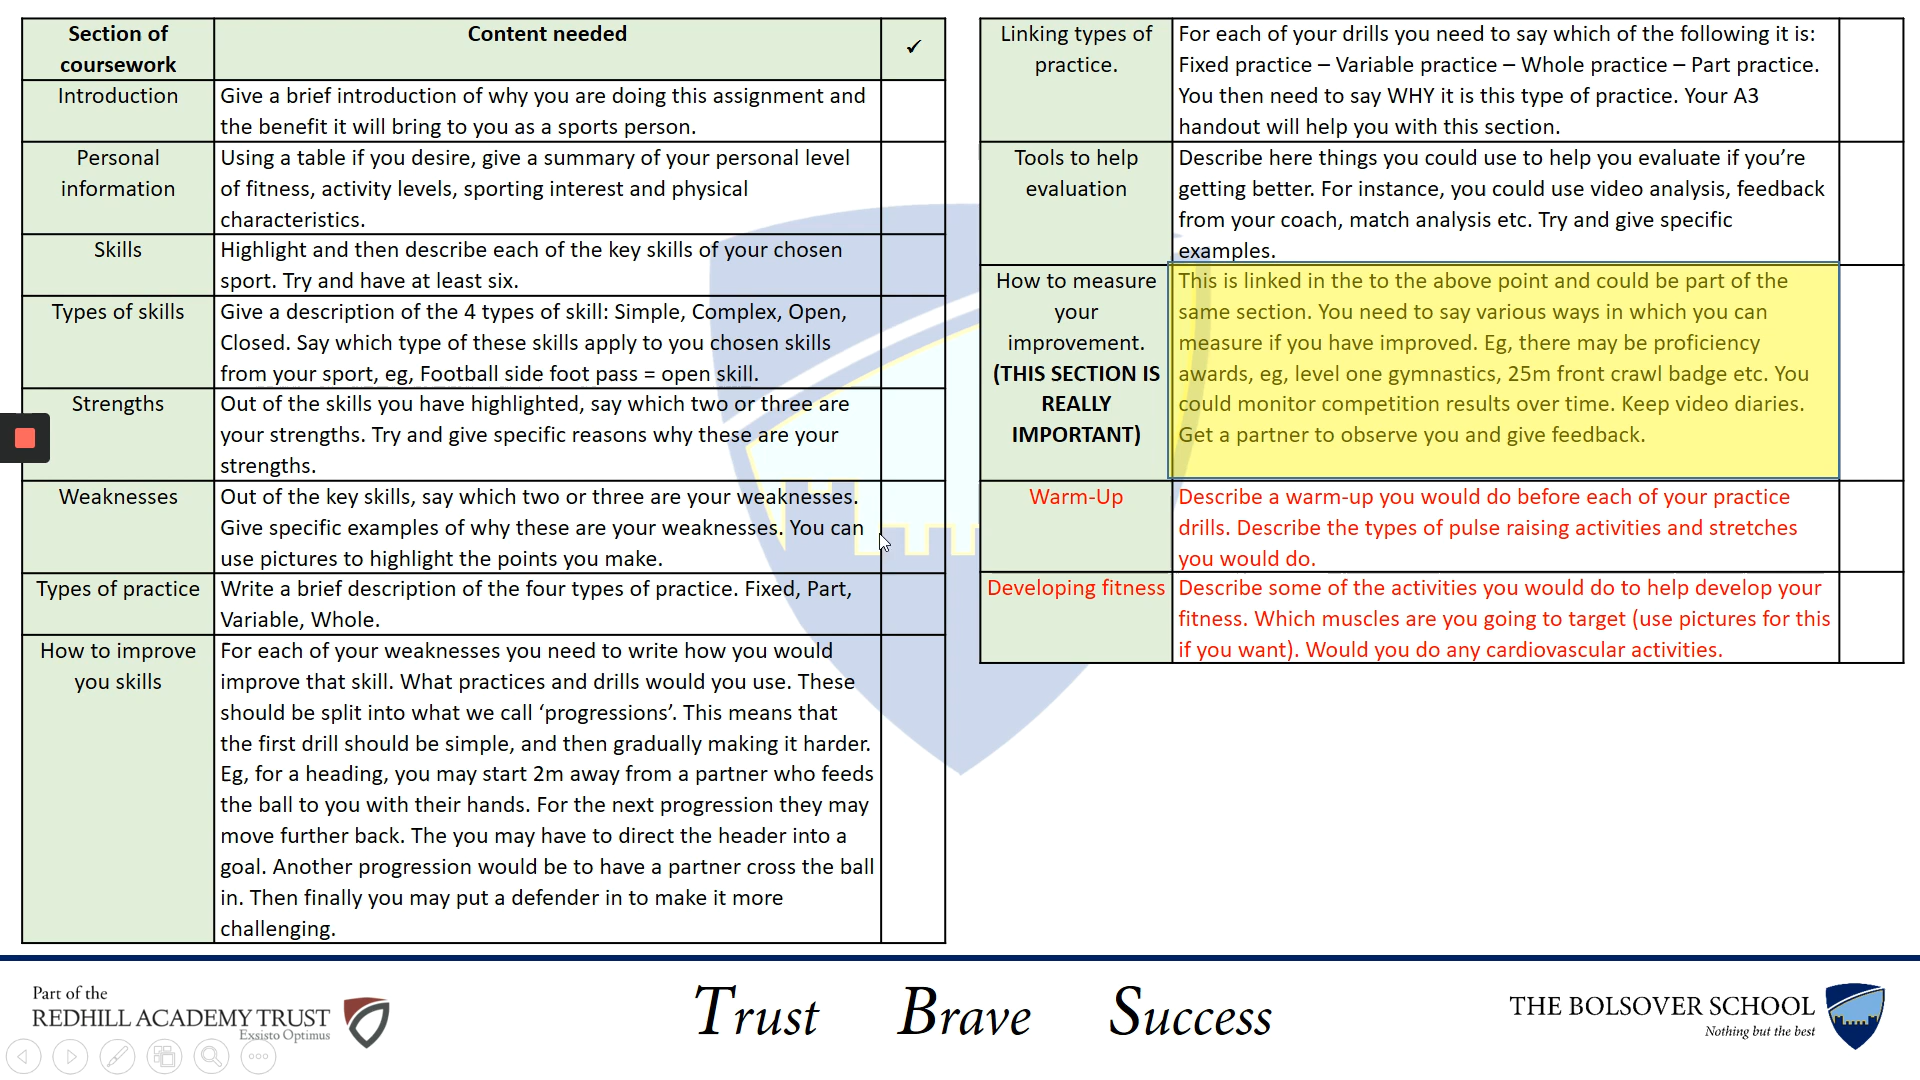 Section of
coursework
Content needed
✓
Introduction
Give a brief introduction of why you are doing this assignment and
the benefit it will bring to you as a sports person.
Personal
information
Using a table if you desire, give a summary of your personal level
of fitness, activity levels, sporting interest and physical
characteristics.
Skills
Highlight and then describe each of the key skills of your chosen
sport. Try and have at least six.
Types of skills
Give a description of the 4 types of skill: Simple, Complex, Open,
Closed. Say which type of these skills apply to you chosen skills
from your sport, eg, Football side foot pass = open skill.
Strengths
Out of the skills you have highlighted, say which two or three are
your strengths. Try and give specific reasons why these are your
strengths.
Weaknesses
Out of the key skills, say which two or three are your weaknesses.
Give specific examples of why these are your weaknesses. You can
use pictures to highlight the points you make.
Types of practice
Write a brief description of the four types of practice. Fixed, Part,
Variable, Whole.
How to improve
you skills
For each of your weaknesses you need to write how you would
improve that skill. What practices and drills would you use. These
should be split into what we call ‘progressions’. This means that
the first drill should be simple, and then gradually making it harder.
Eg, for a heading, you may start 2m away from a partner who feeds
the ball to you with their hands. For the next progression they may
move further back. The you may have to direct the header into a
goal. Another progression would be to have a partner cross the ball
in. Then finally you may put a defender in to make it more
challenging.
Linking types of
practice.
For each of your drills you need to say which of the following it is:
Fixed practice – Variable practice – Whole practice – Part practice.
You then need to say WHY it is this type of practice. Your A3
handout will help you with this section.
Tools to help
evaluation
Describe here things you could use to help you evaluate if you’re
getting better. For instance, you could use video analysis, feedback
from your coach, match analysis etc. Try and give specific
examples.
How to measure
your
improvement.
(THIS SECTION IS
REALLY
IMPORTANT)
This is linked in the to the above point and could be part of the
same section. You need to say various ways in which you can
measure if you have improved. Eg, there may be proficiency
awards, eg, level one gymnastics, 25m front crawl badge etc. You
could monitor competition results over time. Keep video diaries.
Get a partner to observe you and give feedback.
Warm-Up
Describe a warm-up you would do before each of your practice
drills. Describe the types of pulse raising activities and stretches
you would do.
Developing fitness
Describe some of the activities you would do to help develop your
fitness. Which muscles are you going to target (use pictures for this
if you want). Would you do any cardiovascular activities.
Part of the
REDHILL ACADEMY TRUST
Exsisto Optimus
Trust Brave Success
THE BOLSOVER SCHOOL
Nothing but the best